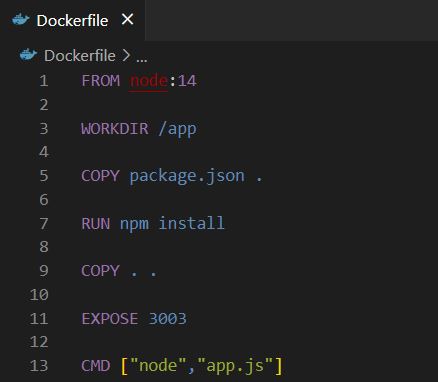 Dockerfile ×
Dockerfile > ...
1 FROM node:14
2
3 WORKDIR /app
4
5 COPY package.json .
6
7 RUN npm install
8
9 COPY . .
10
11 EXPOSE 3003
12
13 CMD ["node","app.js"]